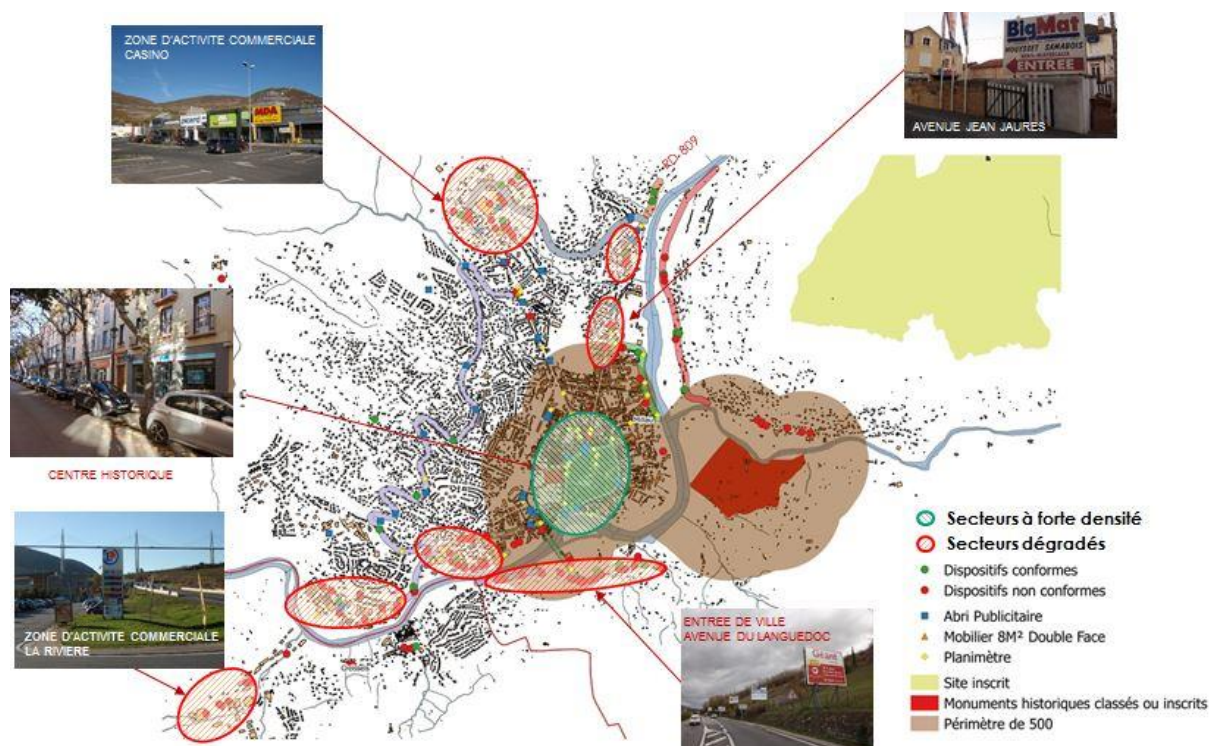 ZONE D'ACTIVITE COMMERCIALE
CASINO
MDA
BigMat
ENTREE
AVENUE JEAN JAURES
RD-809
CENTRE HISTORIQUE
ZONE D'ACTIVITE COMMERCIALE
LA RIVIERE
ENTREE DE VILLE
AVENUE DU LANGUEDOC
Géant
Secteurs à forte densité
Secteurs dégradés
Dispositifs conformes
Dispositifs non conformes
Abri Publicitaire
Mobilier 8M² Double Face
Planimètre
Site inscrit
Monuments historiques classés ou inscrits
Périmètre de 500